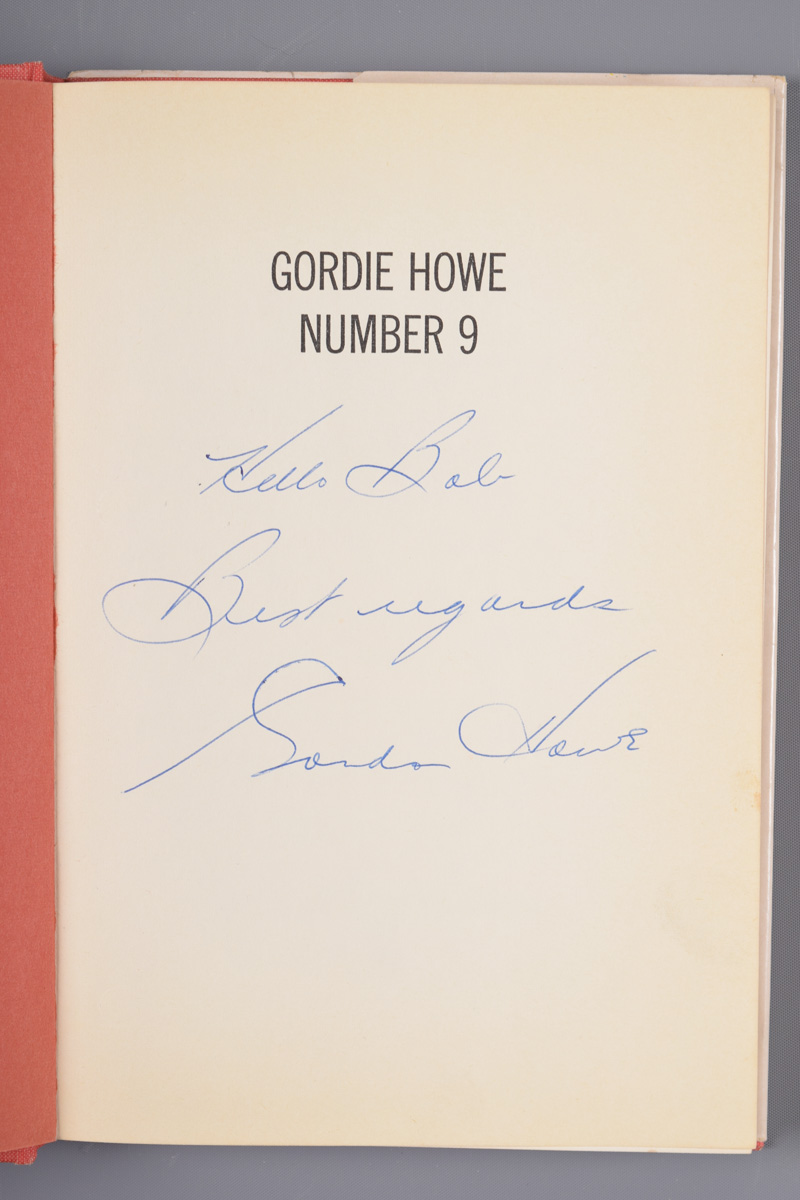 GORDIE HOWE
NUMBER 9
Hello Bob
Best regards
Gordon Howe